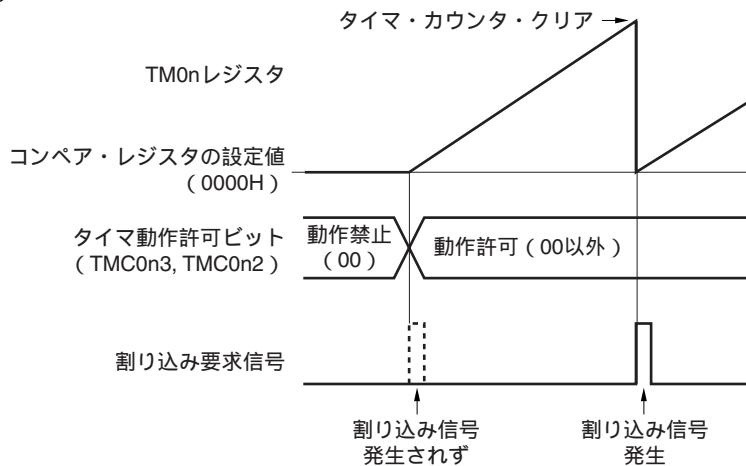 タイマ・カウンタ・クリア
TM0nレジスタ
コンペア・レジスタの設定値
(0000H)
タイマ動作許可ビット
(TMC0n3, TMC0n2)
動作禁止
(00)
動作許可(00以外)
割り込み要求信号
割り込み信号
発生されず
割り込み信号
発生